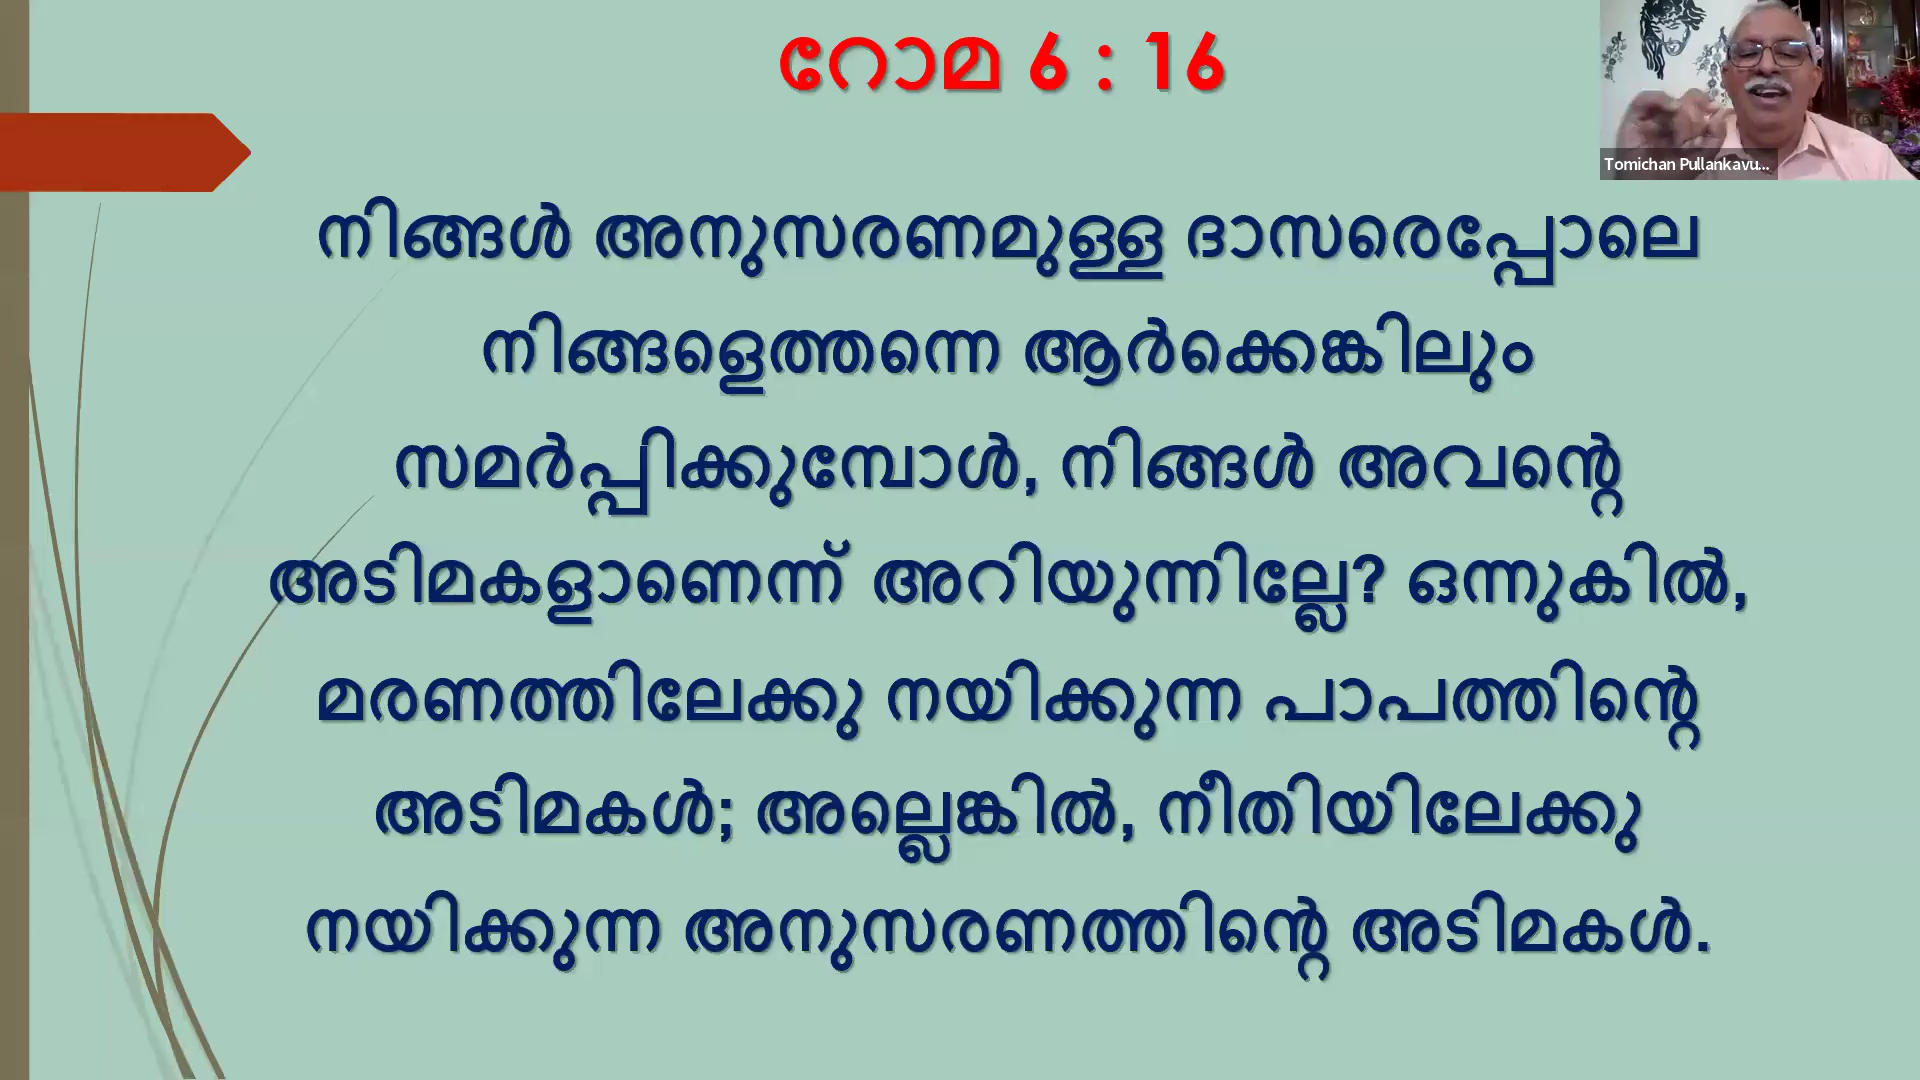 റോമ 6 : 16
Tomichan Pullankavu...
നിങ്ങൾ അനുസരണമുള്ള ദാസരെപ്പോലെ
നിങ്ങളെത്തന്നെ ആർക്കെങ്കിലും
സമർപ്പിക്കുമ്പോൾ, നിങ്ങൾ അവന്റെ
അടിമകളാണെന്ന് അറിയുന്നില്ലേ? ഒന്നുകിൽ,
മരണത്തിലേക്കു നയിക്കുന്ന പാപത്തിന്റെ
അടിമകൾ; അല്ലെങ്കിൽ, നീതിയിലേക്കു
നയിക്കുന്ന അനുസരണത്തിന്റെ അടിമകൾ.